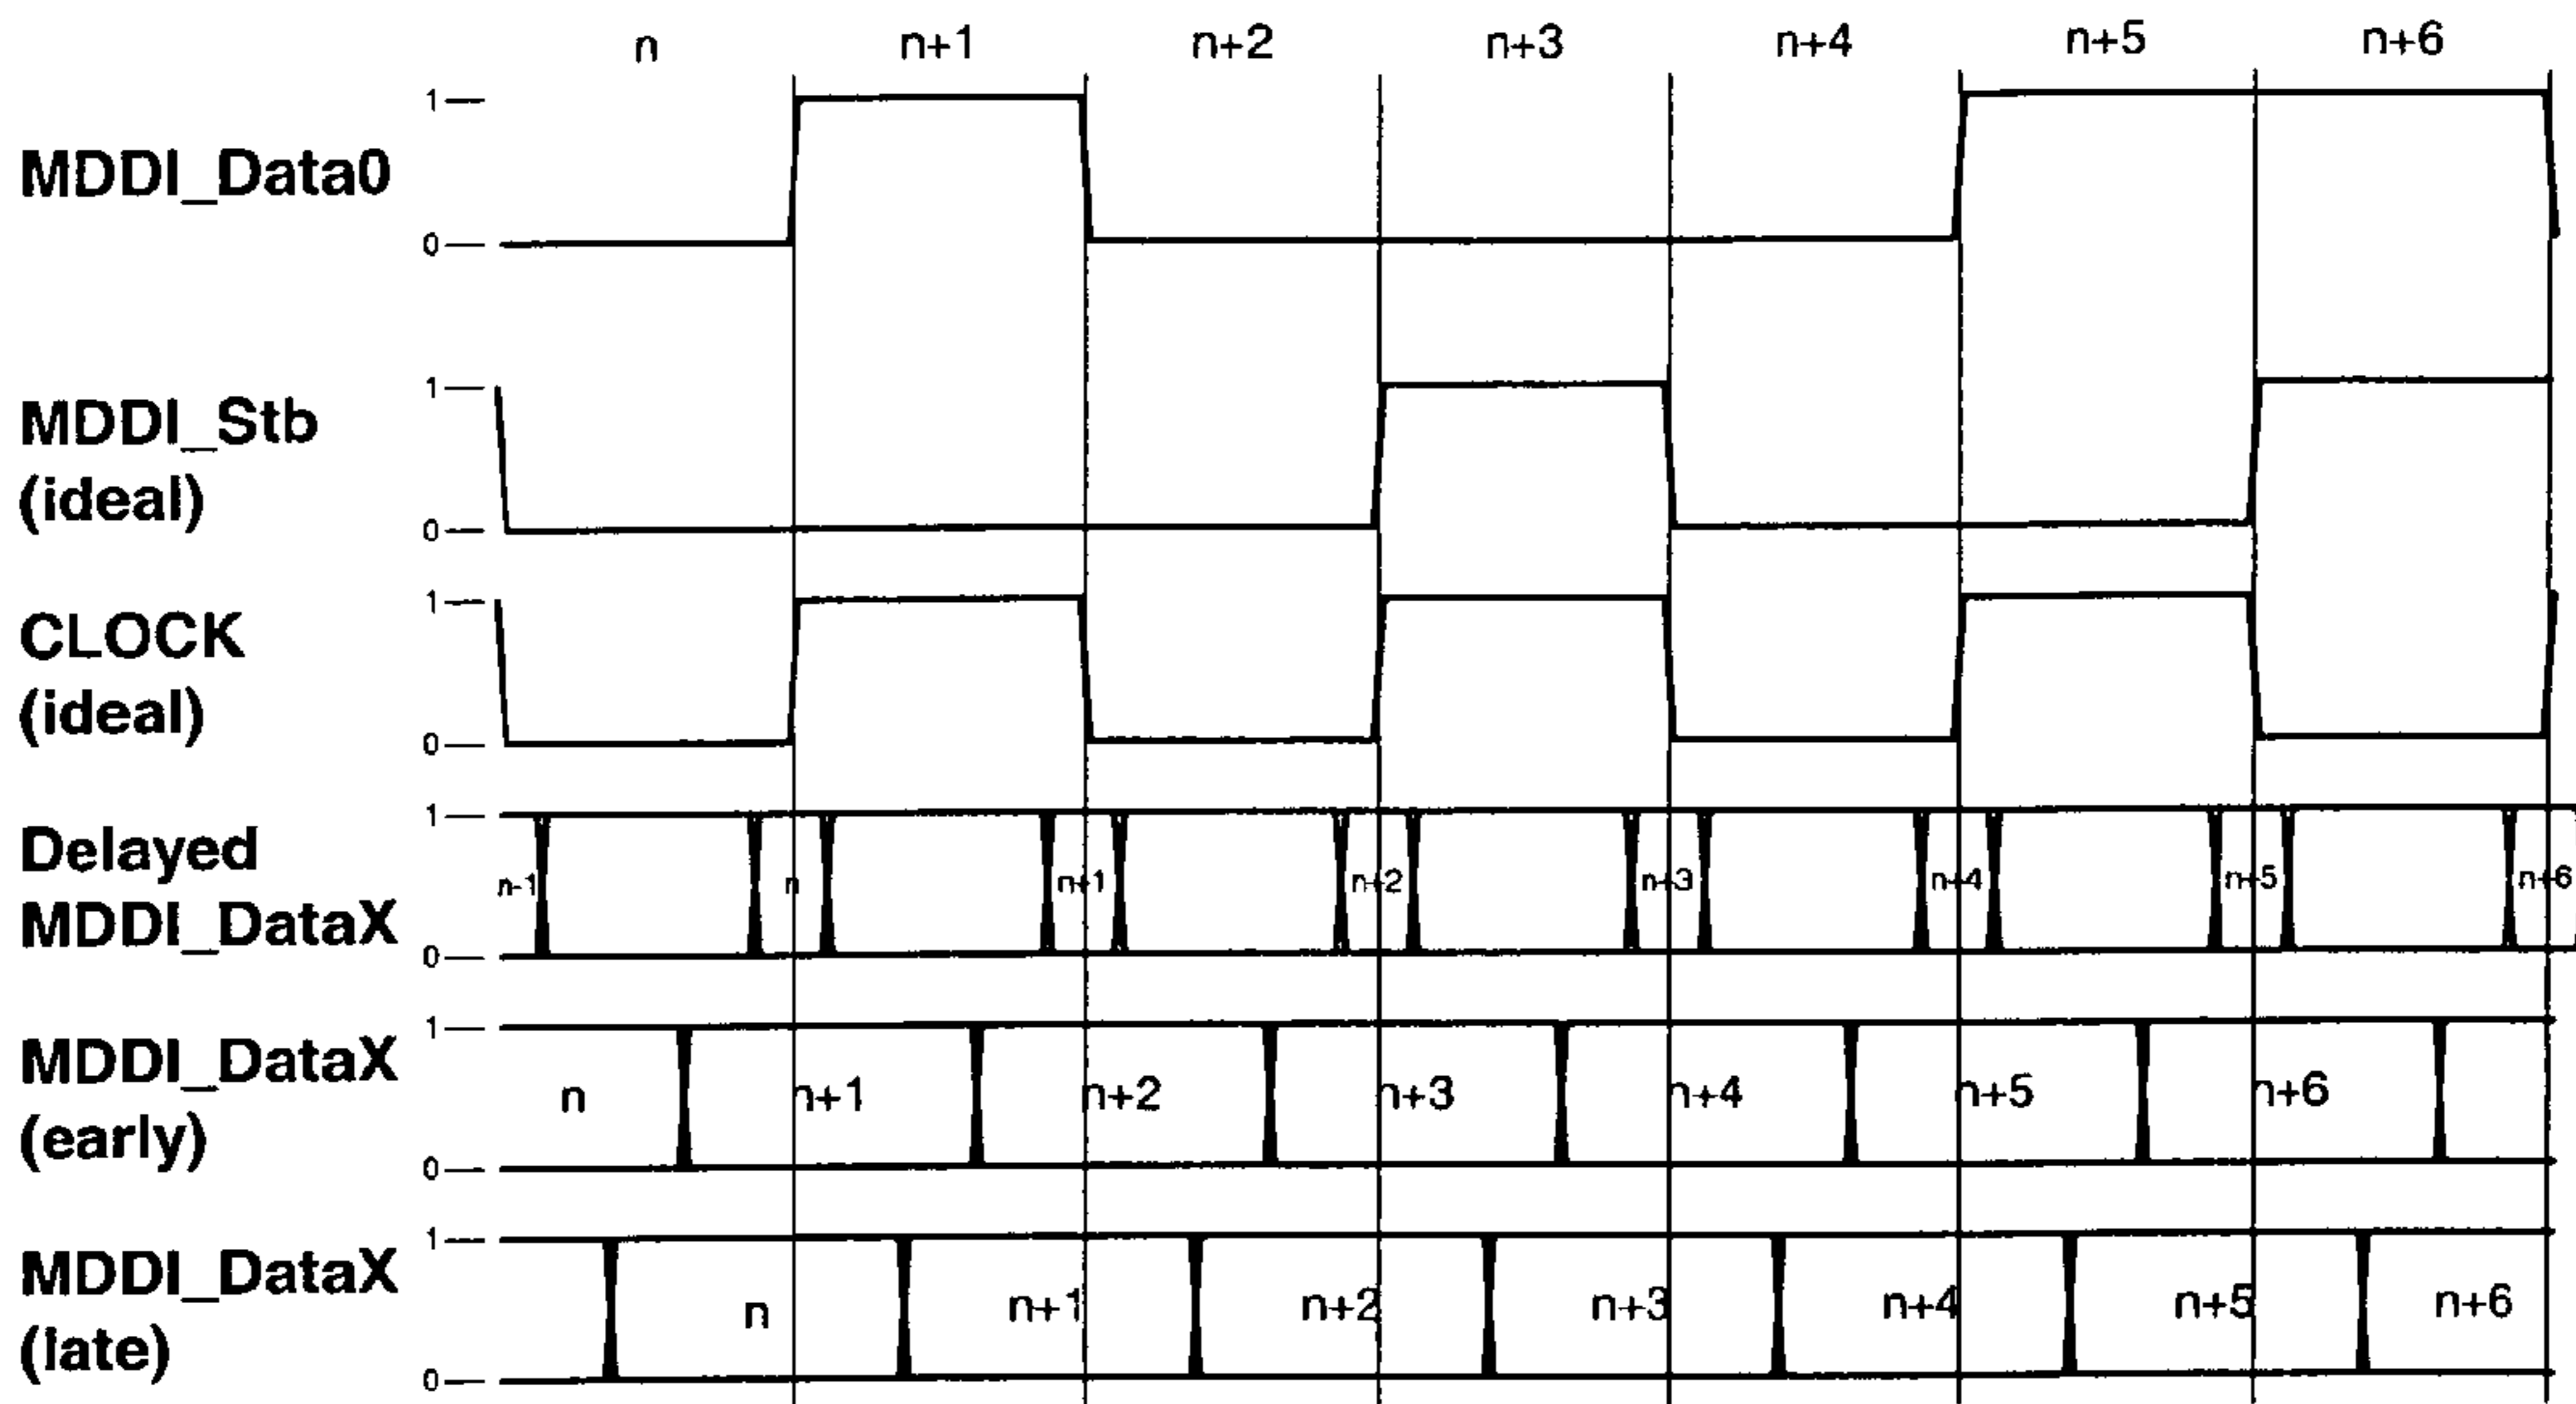 n n+1 n+2 n+3 n+4 n+5 n+6
1
MDDI_Data0
0
1
MDDI_Stb
(ideal)
0
1
CLOCK
(ideal)
0
1
Delayed
n-1 n n+1 n+2 n+3 n+4 n+5 n+6
MDDI_DataX
0
1
MDDI_DataX
n n+1 n+2 n+3 n+4 n+5 n+6
(early)
0
1
MDDI_DataX
n n+1 n+2 n+3 n+4 n+5 n+6
(late)
0